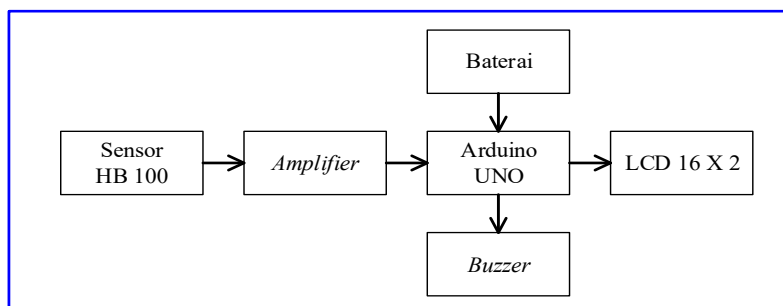 Baterai
Sensor
HB 100
Amplifier
Arduino
UNO
LCD 16 X 2
Buzzer